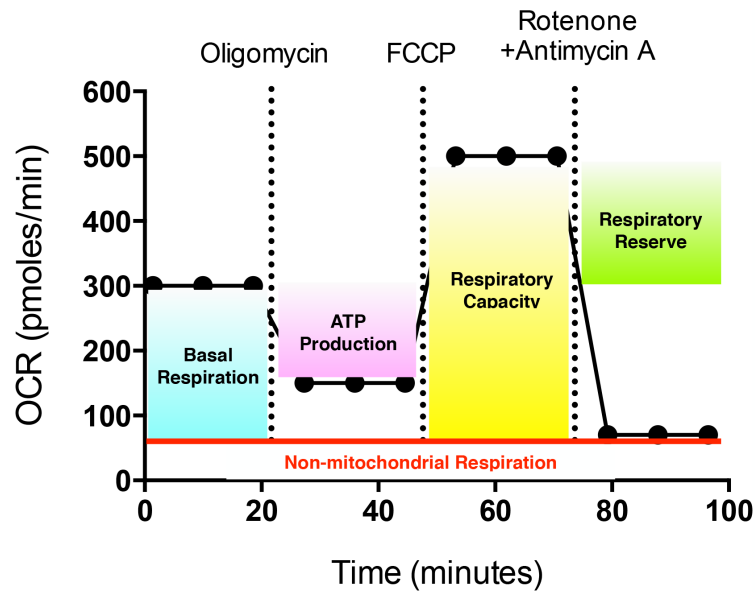 Oligomycin
FCCP
Rotenone
+Antimycin A
OCR (pmoles/min)
600
500
400
300
200
100
0
Basal
Respiration
ATP
Production
Respiratory
Capacity
Respiratory
Reserve
Non-mitochondrial Respiration
0
20
40
60
80
100
Time (minutes)